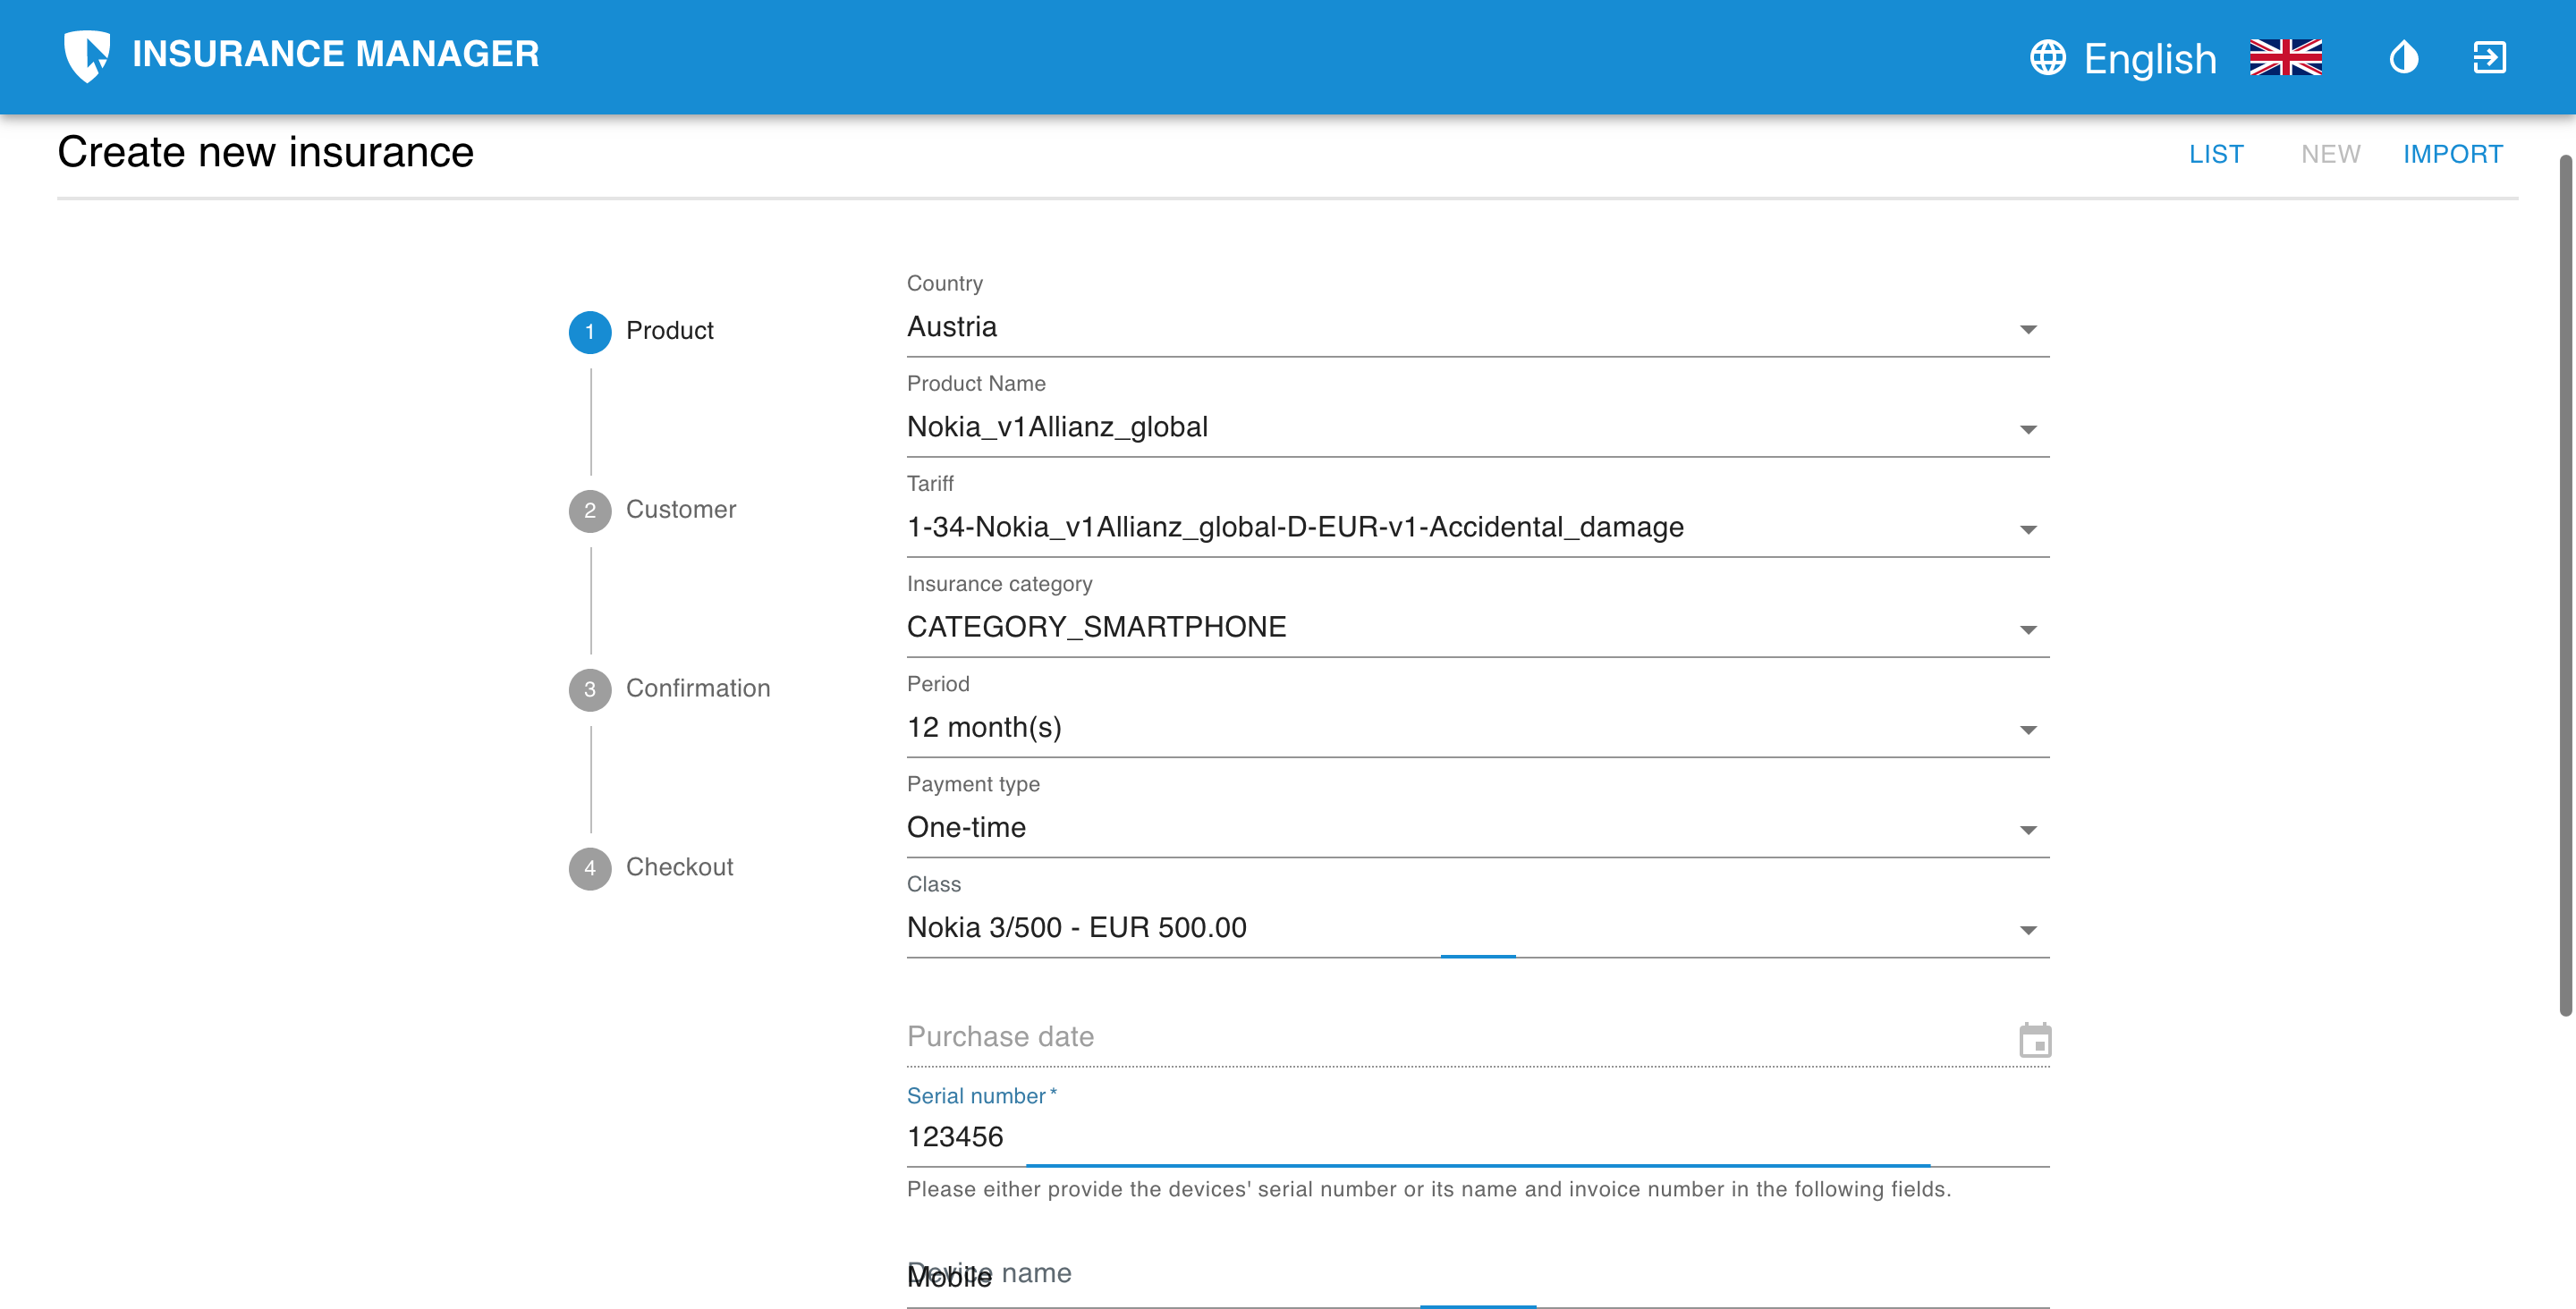 INSURANCE MANAGER
English
Create new insurance
LIST NEW IMPORT
1 Product
2 Customer
3 Confirmation
4 Checkout
Country
Austria
Product Name
Nokia_v1Allianz_global
Tariff
1-34-Nokia_v1Allianz_global-D-EUR-v1-Accidental_damage
Insurance category
CATEGORY_SMARTPHONE
Period
12 month(s)
Payment type
One-time
Class
Nokia 3/500 - EUR 500.00
Purchase date
Serial number *
123456
Please either provide the devices' serial number or its name and invoice number in the following fields.
Device name
Mobile